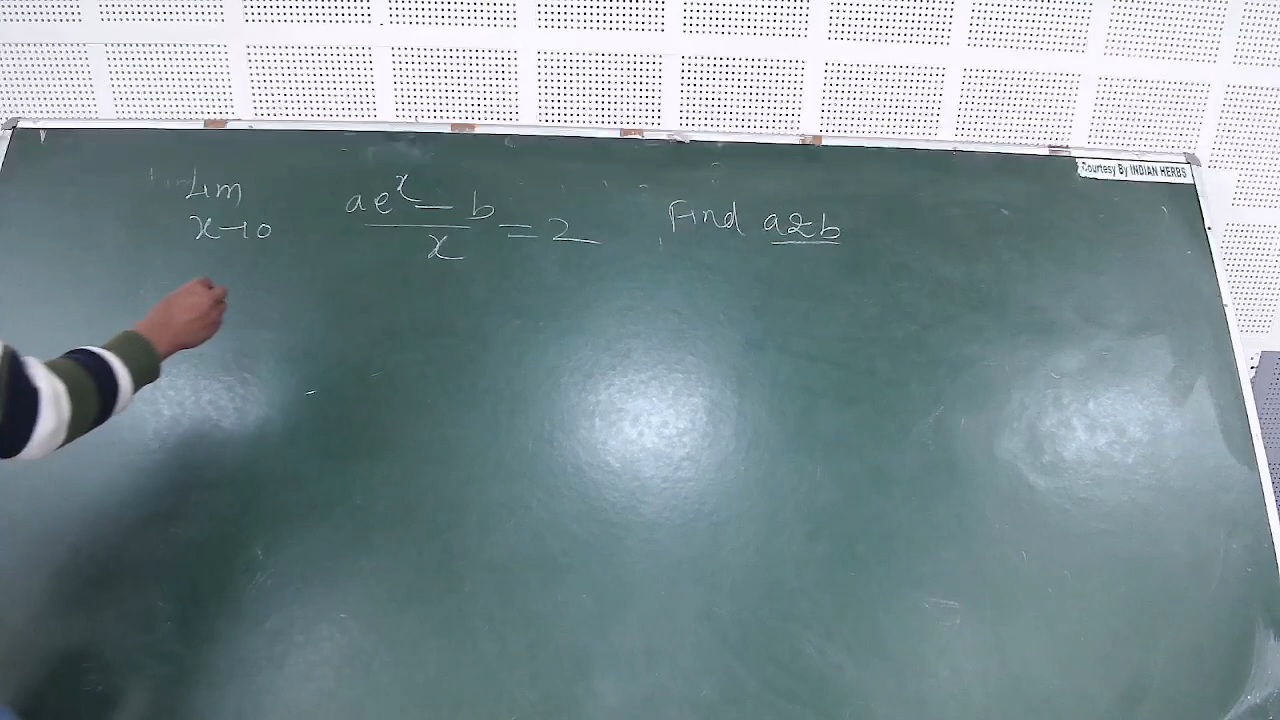 Courtesy By INDIAN HERBS
Lim x→0 ae^x - b / x = 2 Find a & b